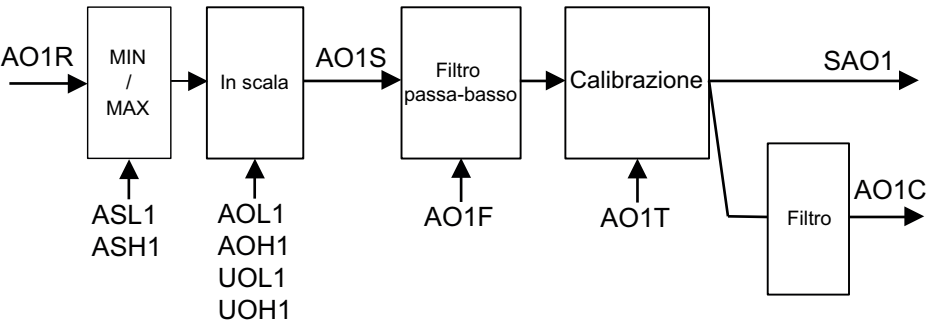 AO1R
MIN
/
MAX
In scala
AO1S
Filtro
passa-basso
Calibrazione
SAO1
ASL1
ASH1
AOL1
AOH1
UOL1
UOH1
AO1F
AO1T
Filtro
AO1C